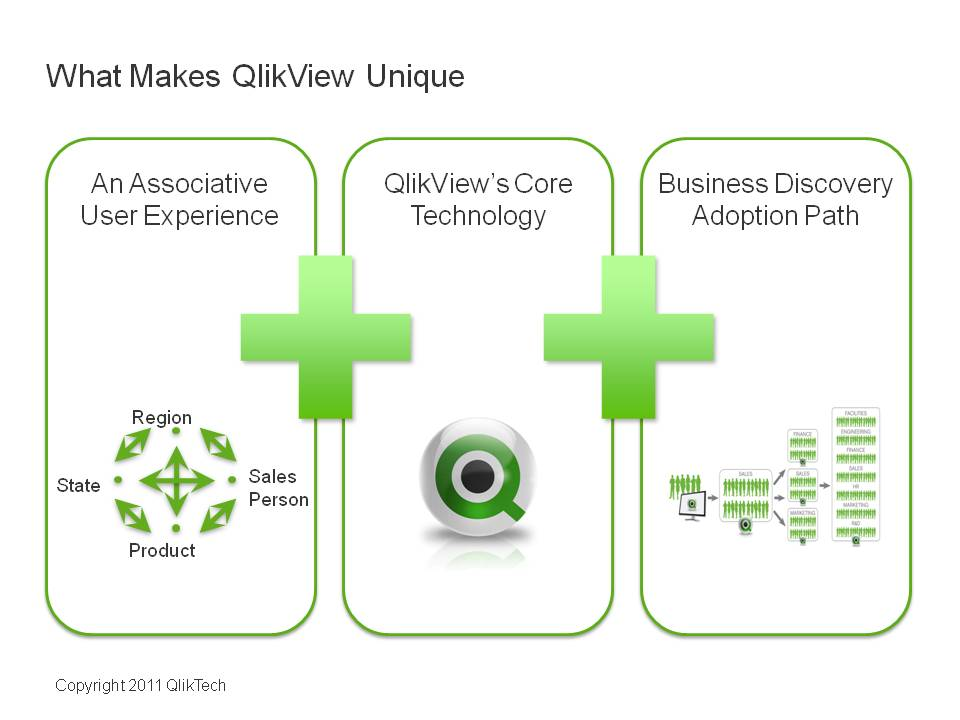 What Makes QlikView Unique
An Associative
User Experience
Region
State
Sales
Person
Product
QlikView’s Core
Technology
Business Discovery
Adoption Path
SALES
FINANCE
SALES
MARKETING
FACILITIES
ENGINEERING
FINANCE
SALES
HR
MARKETING
R&D
Copyright 2011 QlikTech